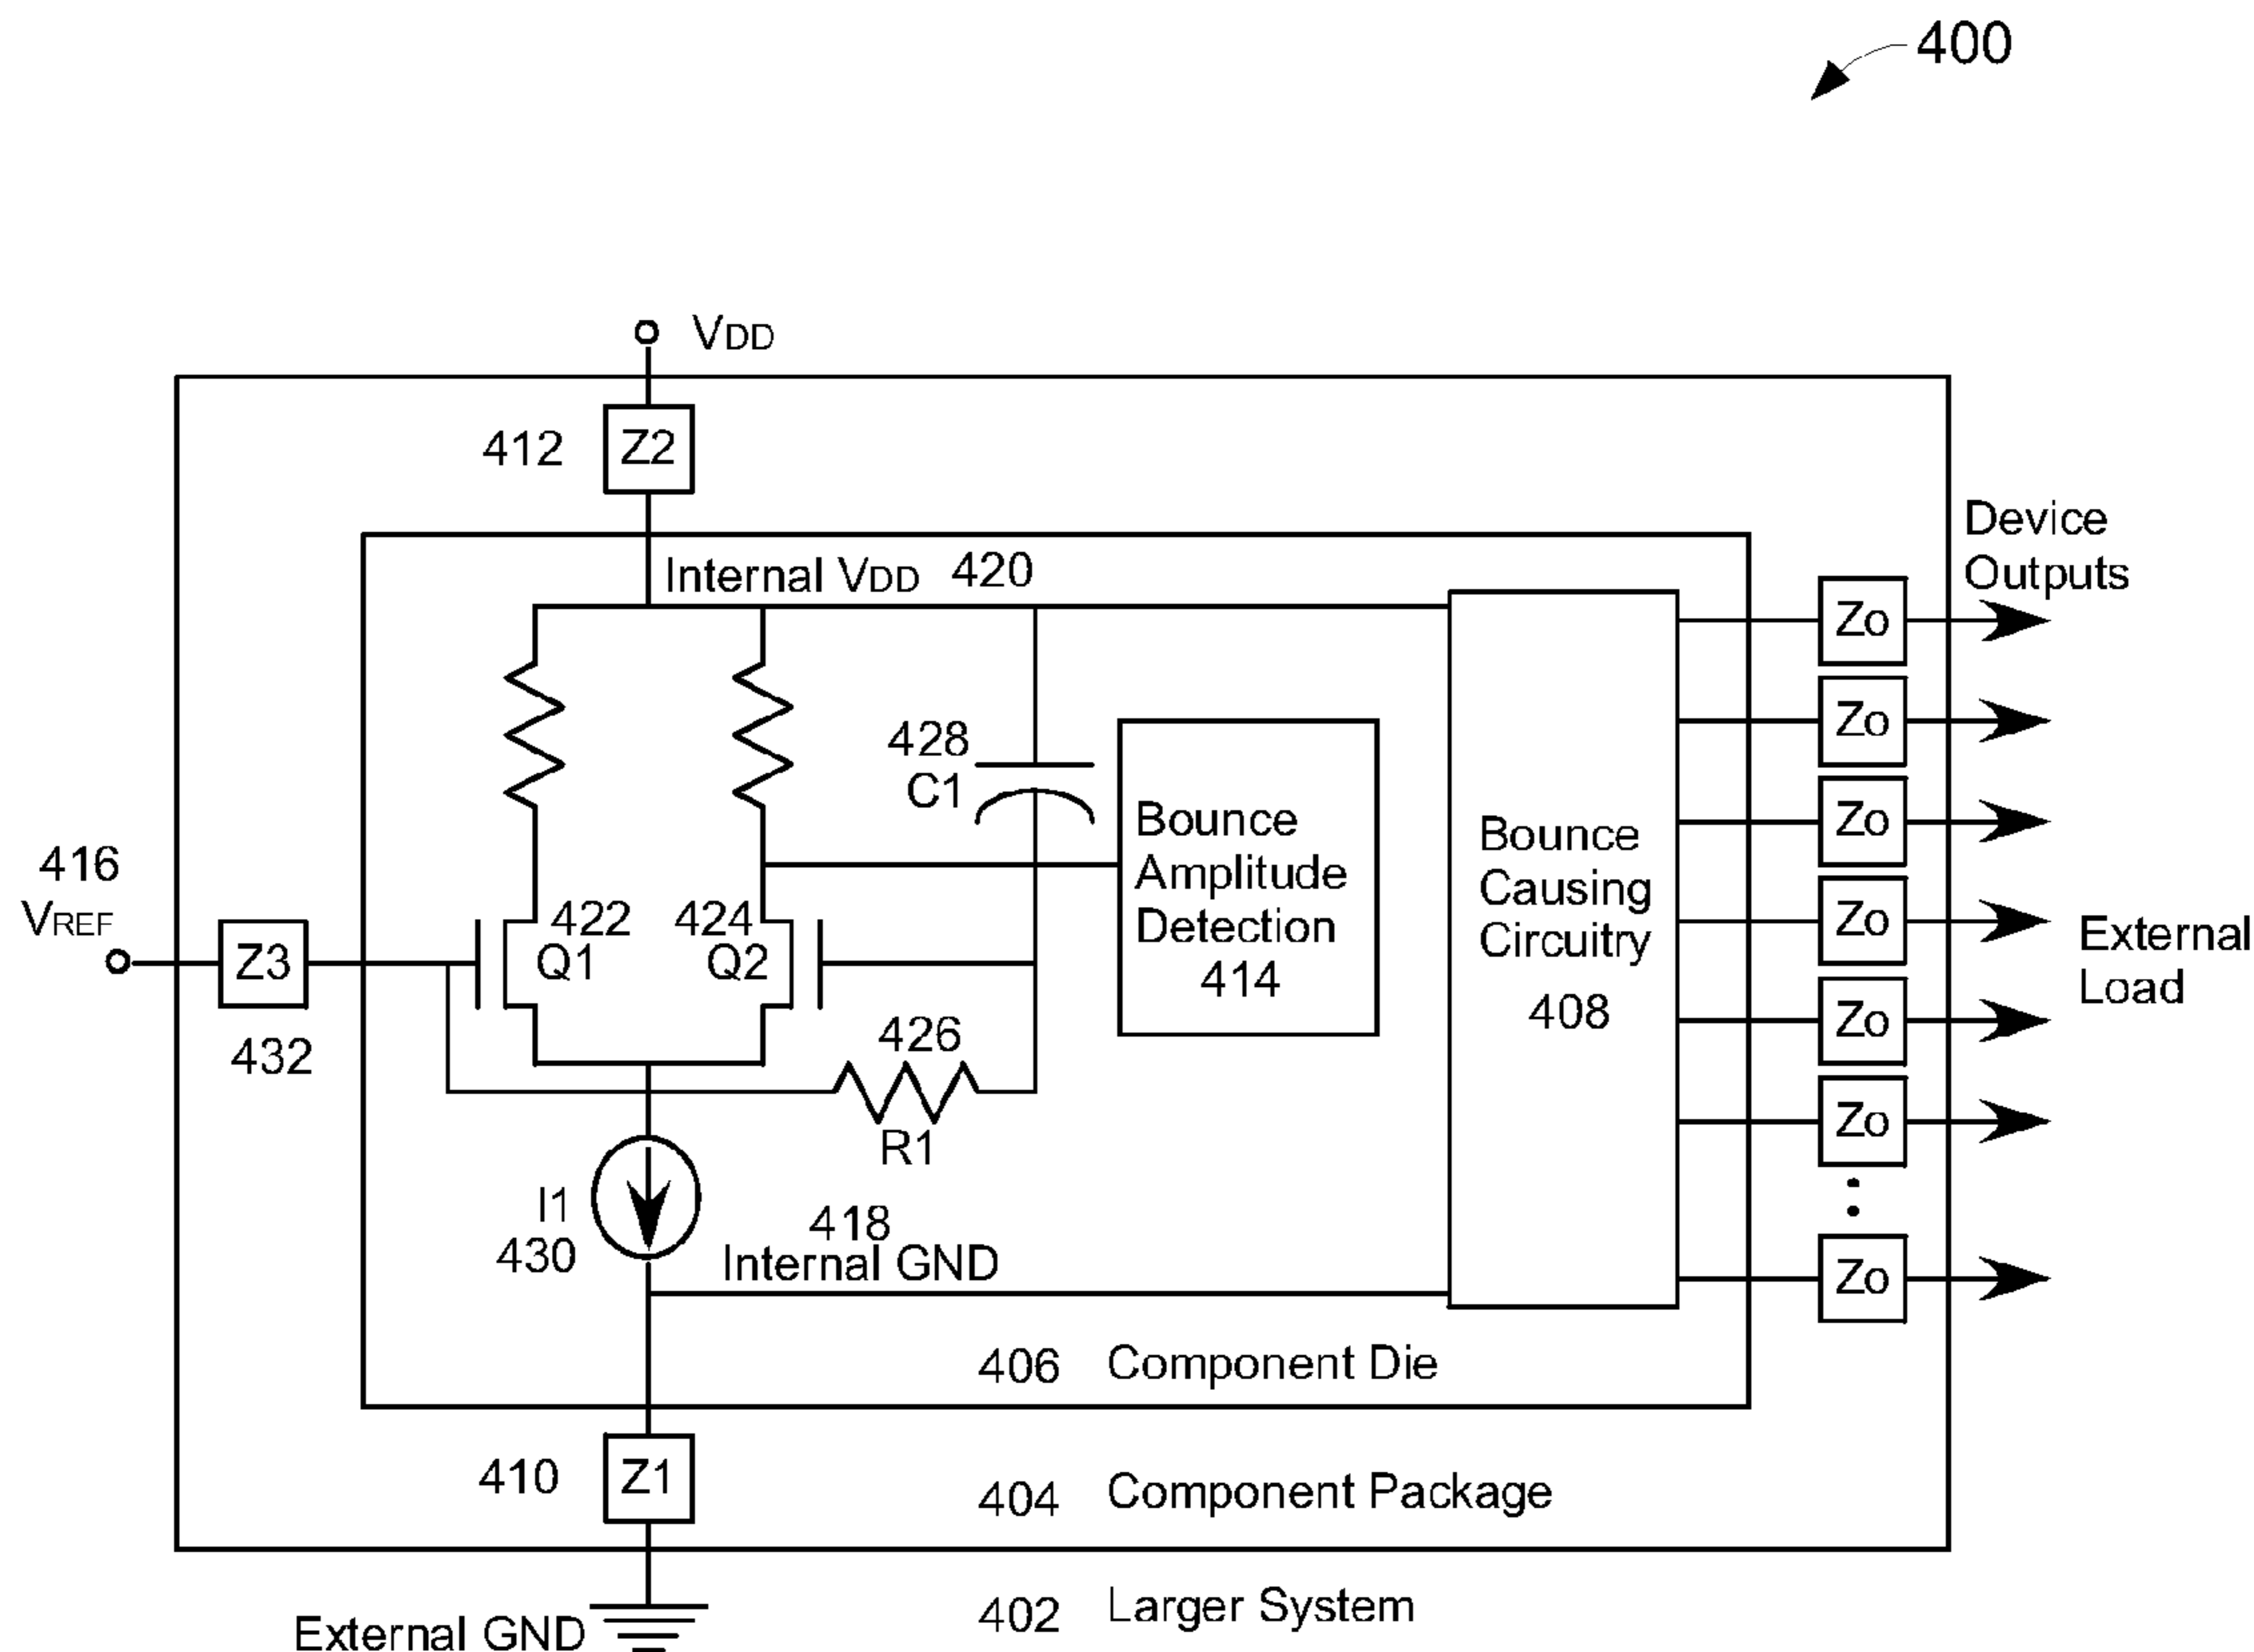 400
VDD
412
Z2
Device
Outputs
Internal VDD 420
Zo
Zo
428
C1
Zo
Bounce
Amplitude
Detection
414
Bounce
Causing
Circuitry
408
416
VREF
Z3
432
422
Q1
424
Q2
Zo
External
Load
Zo
426
R1
Zo
I1
430
418
Internal GND
Zo
406 Component Die
410
Z1
404 Component Package
402 Larger System
External GND